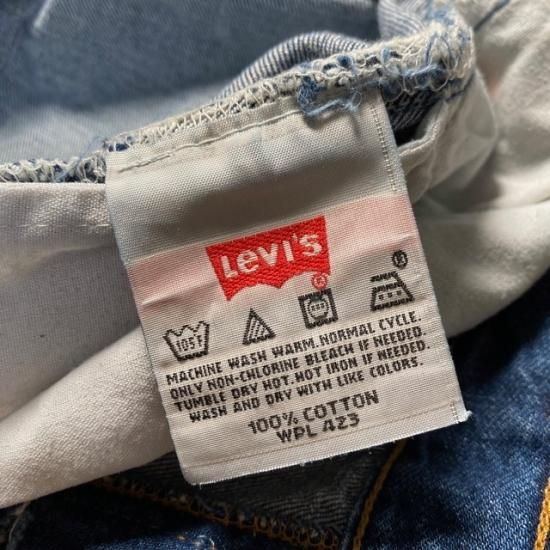 Levi's
105°
MACHINE WASH WARM. NORMAL CYCLE.
ONLY NON-CHLORINE BLEACH IF NEEDED.
TUMBLE DRY HOT. HOT IRON IF NEEDED.
WASH AND DRY WITH LIKE COLORS.
100% COTTON
WPL 423